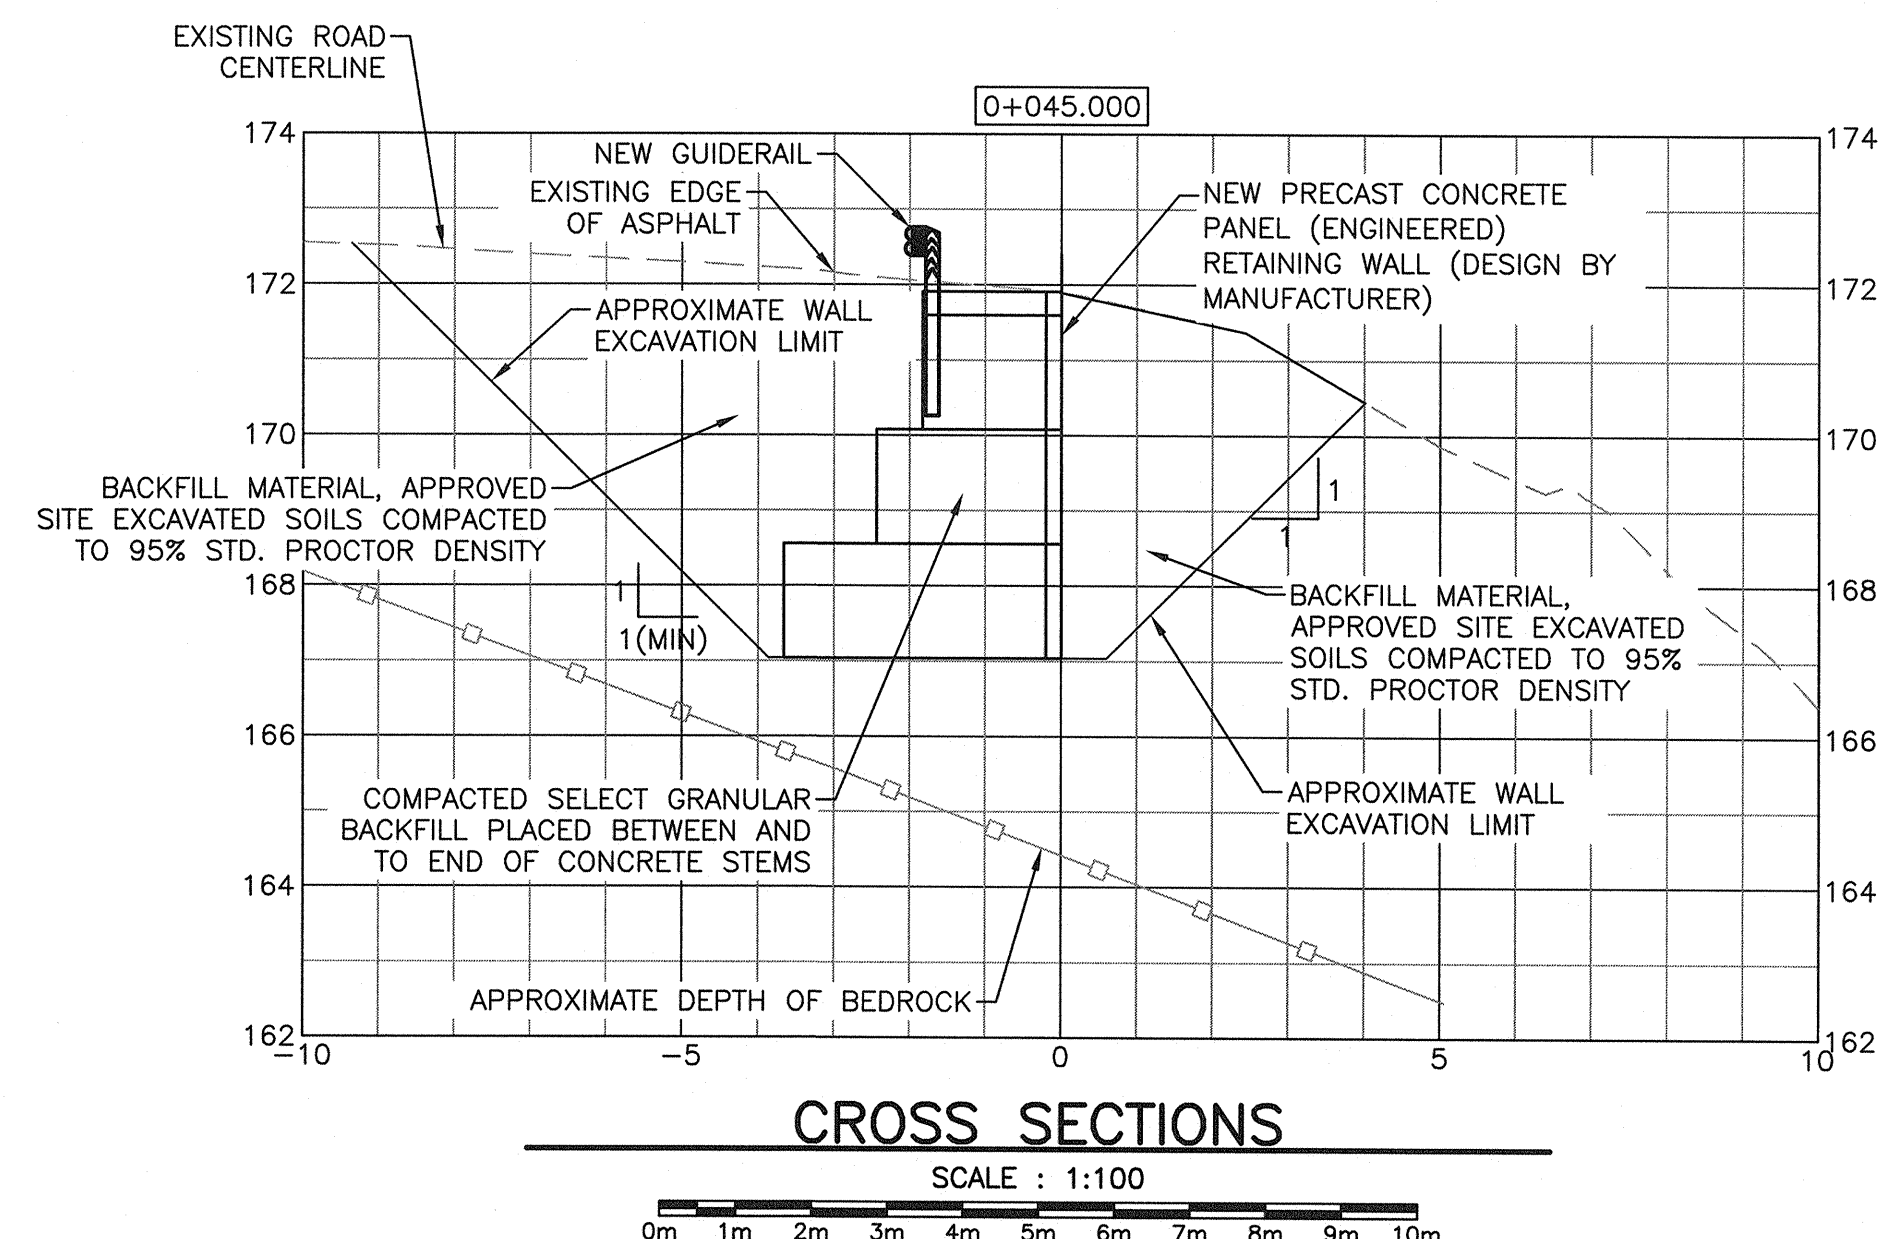 EXISTING ROAD
CENTERLINE
0+045.000
174
174
NEW GUIDERAIL
EXISTING EDGE
OF ASPHALT
NEW PRECAST CONCRETE
PANEL (ENGINEERED)
RETAINING WALL (DESIGN BY
MANUFACTURER)
172
172
APPROXIMATE WALL
EXCAVATION LIMIT
170
170
BACKFILL MATERIAL, APPROVED
SITE EXCAVATED SOILS COMPACTED
TO 95% STD. PROCTOR DENSITY
1
1
168
168
1
1(MIN)
BACKFILL MATERIAL,
APPROVED SITE EXCAVATED
SOILS COMPACTED TO 95%
STD. PROCTOR DENSITY
166
166
COMPACTED SELECT GRANULAR
BACKFILL PLACED BETWEEN AND
TO END OF CONCRETE STEMS
APPROXIMATE WALL
EXCAVATION LIMIT
164
164
APPROXIMATE DEPTH OF BEDROCK
162
162
-10 -5 0 5 10
CROSS SECTIONS
SCALE : 1:100
0m 1m 2m 3m 4m 5m 6m 7m 8m 9m 10m